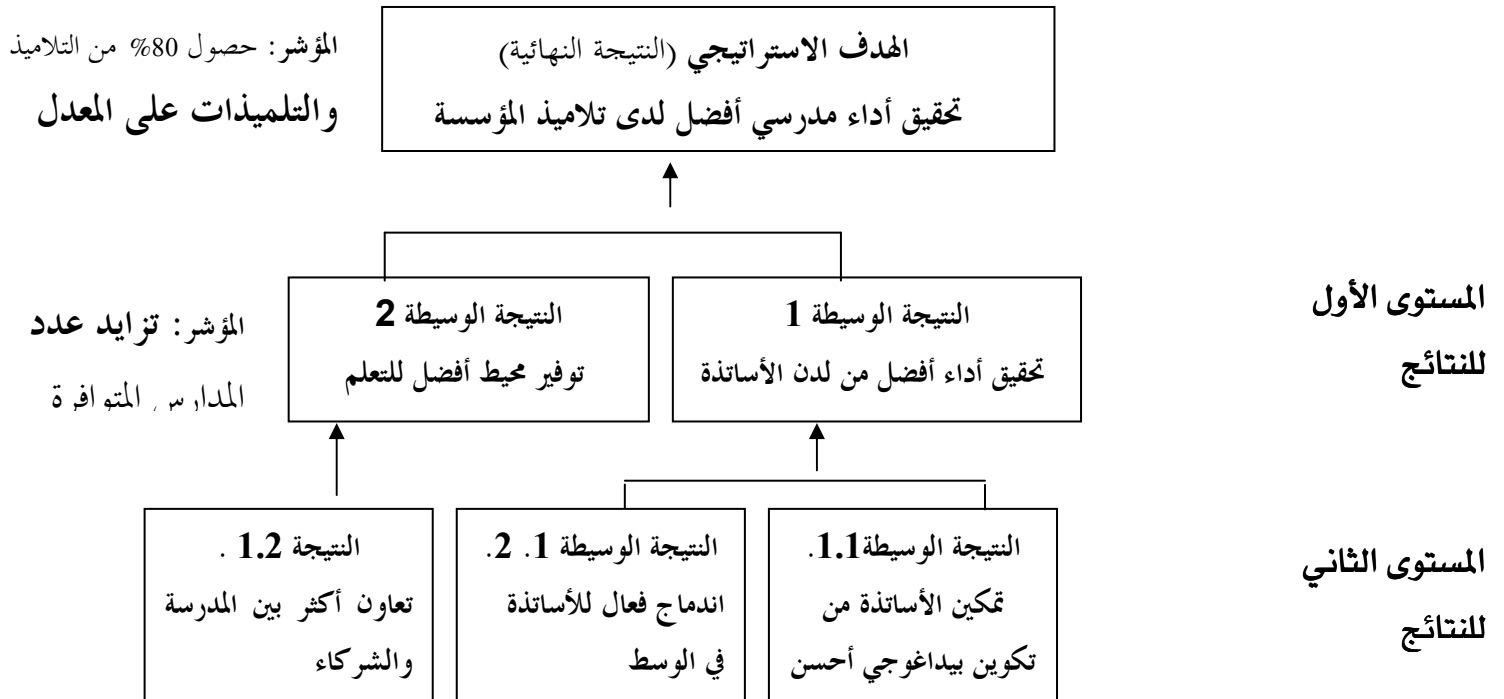 الهدف الاستراتيجي (النتيجة النهائية)
تحقيق أداء مدرسي أفضل لدى تلاميذ المؤسسة
المؤشر: حصول 80% من التلاميذ
والتلميذات على المعدل
المستوى الأول
للنتائج
النتيجة الوسيطة 1
تحقيق أداء أفضل من لدن الأساتذة
النتيجة الوسيطة 2
توفير محيط أفضل للتعلم
المؤشر: تزايد عدد
المدارس المتوافرة
المستوى الثاني
للنتائج
النتيجة الوسيطة1.1.
تمكين الأساتذة من
تكوين بيداغوجي أحسن
النتيجة الوسيطة 1. 2.
اندماج فعال للأساتذة
في الوسط
النتيجة 1.2 .
تعاون أكثر بين المدرسة
والشركاء